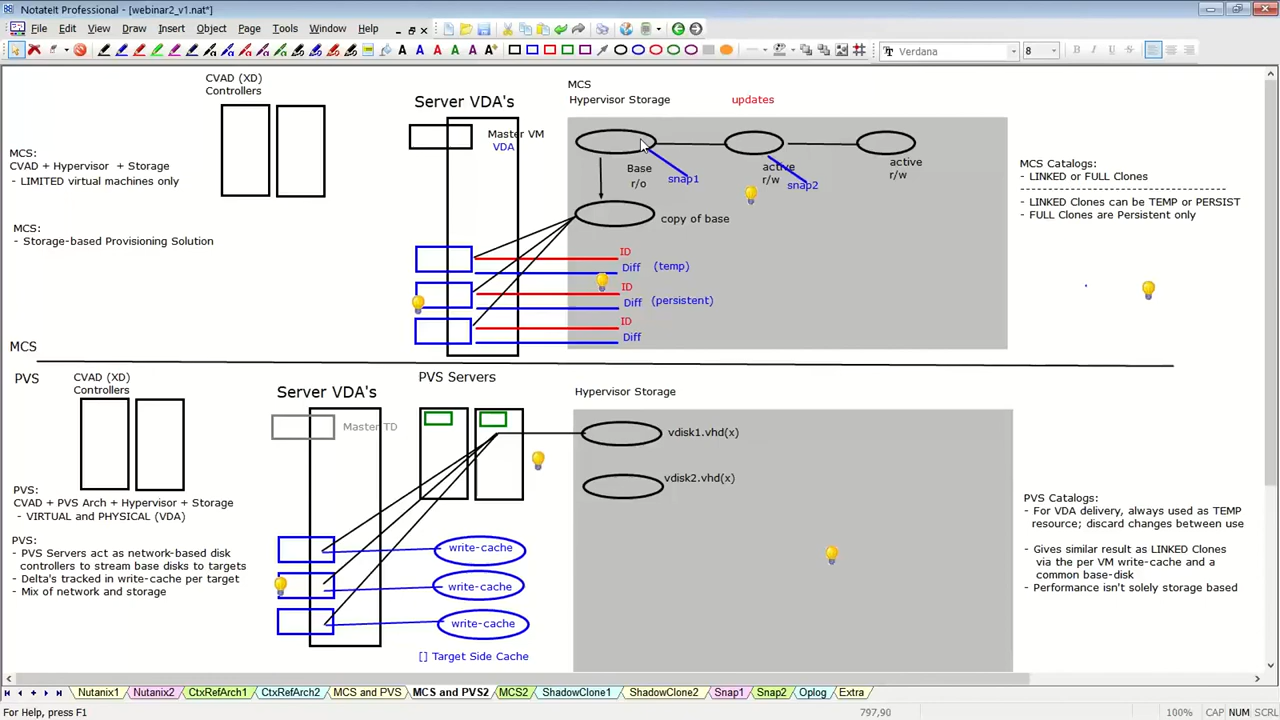 NotateIt Professional - [webinar2_v1.nat*]
File Edit View Draw Insert Object Page Tools Window Help
Verdana 8 B I U S
CVAD (XD)
Controllers
Server VDA's
MCS
Hypervisor Storage
updates
Master VM
VDA
MCS:
CVAD + Hypervisor + Storage
- LIMITED virtual machines only
MCS:
- Storage-based Provisioning Solution
Base
r/o
snap1
active
r/w
snap2
active
r/w
copy of base
ID
Diff (temp)
ID
Diff (persistent)
ID
Diff
MCS Catalogs:
- LINKED or FULL Clones
- LINKED Clones can be TEMP or PERSIST
- FULL Clones are Persistent only
MCS
PVS
CVAD (XD)
Controllers
Server VDA's
PVS Servers
Hypervisor Storage
Master TD
vdisk1.vhd(x)
vdisk2.vhd(x)
PVS:
CVAD + PVS Arch + Hypervisor + Storage
- VIRTUAL and PHYSICAL (VDA)
PVS:
- PVS Servers act as network-based disk
controllers to stream base disks to targets
- Delta's tracked in write-cache per target
- Mix of network and storage
write-cache
write-cache
write-cache
[] Target Side Cache
PVS Catalogs:
- For VDA delivery, always used as TEMP
resource; discard changes between use
- Gives similar result as LINKED Clones
via the per VM write-cache and a
common base-disk
- Performance isn't solely storage based
Nutanix1 Nutanix2 CtxRefArch1 CtxRefArch2 MCS and PVS MCS and PVS2 MCS2 ShadowClone1 ShadowClone2 Snap1 Snap2 Oplog Extra
For Help, press F1
797,90
100%
CAP NUM SCRL